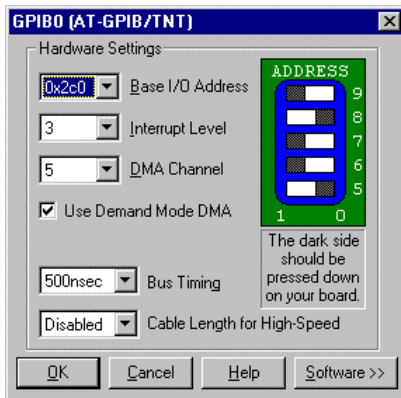 GPIB0 (AT-GPIB/TNT)
Hardware Settings
0x2c0 Base I/O Address
3 Interrupt Level
5 DMA Channel
Use Demand Mode DMA
500nsec Bus Timing
Disabled Cable Length for High-Speed
ADDRESS
9
8
7
6
5
1 0
The dark side
should be
pressed down
on your board.
OK Cancel Help Software >>